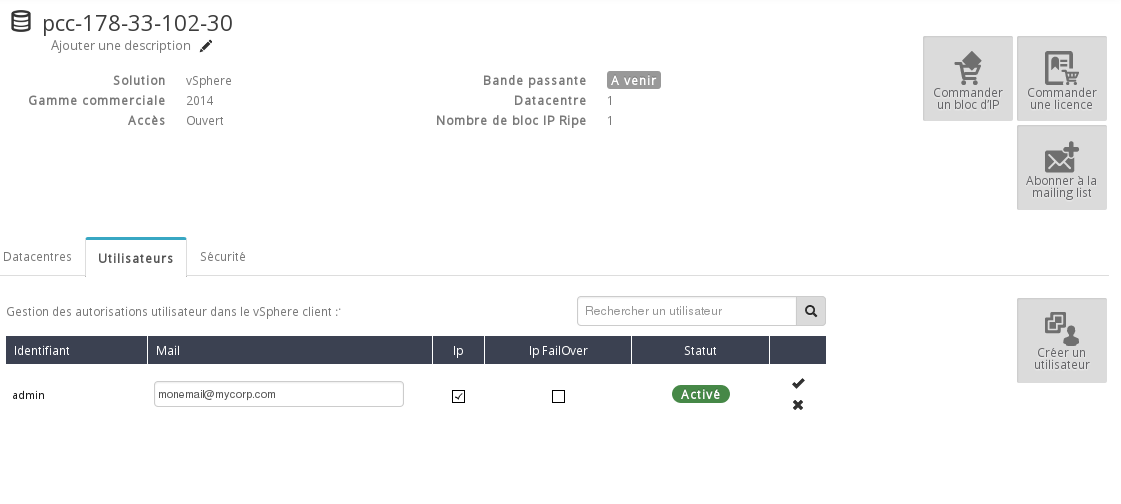 pcc-178-33-102-30
Ajouter une description
Solution vSphere
Gamme commerciale 2014
Accès Ouvert
Bande passante A venir
Datacentre 1
Nombre de bloc IP Ripe 1
Commander
un bloc d'IP
Commander
une licence
Abonner à la
mailing list
Datacentres Utilisateurs Sécurité
Gestion des autorisations utilisateur dans le vSphere client :'
Rechercher un utilisateur
Identifiant Mail Ip Ip FailOver Statut
admin monemail@mycorp.com Activé
Créer un
utilisateur